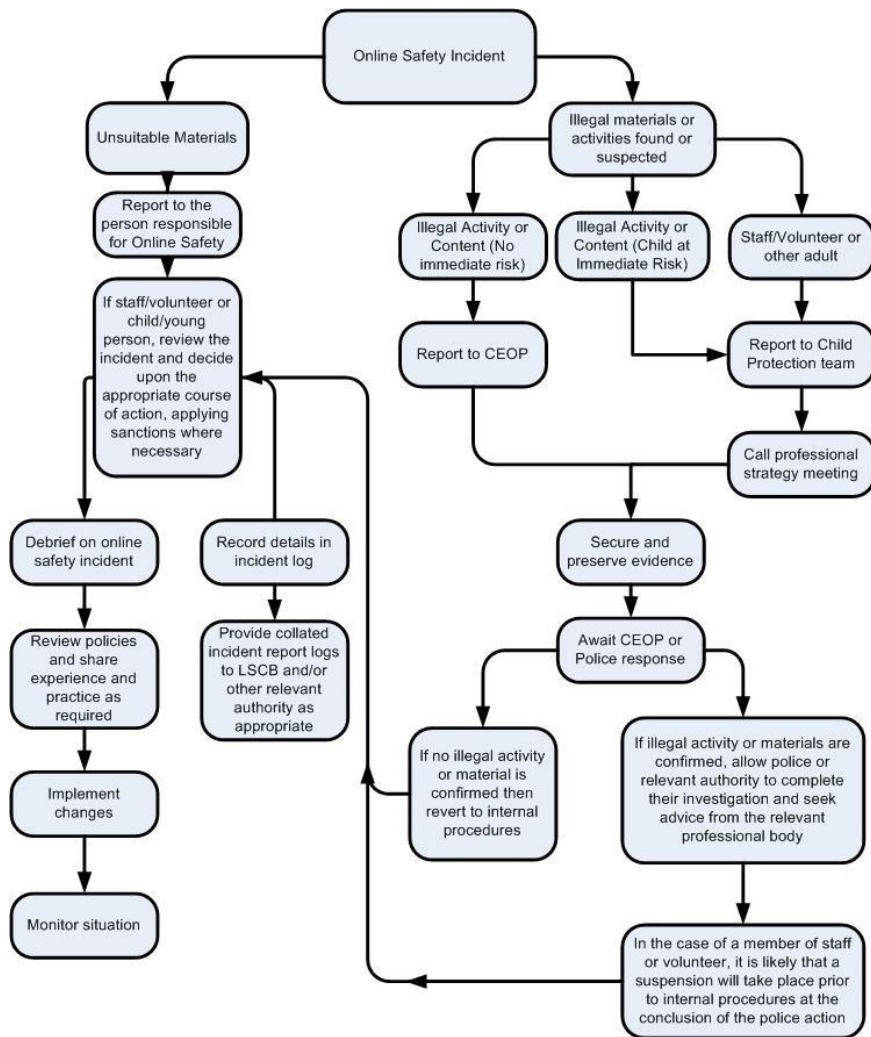 Online Safety Incident
Unsuitable Materials
Report to the
person responsible
for Online Safety
If staff/volunteer or
child/young
person, review the
incident and decide
upon the
appropriate course
of action, applying
sanctions where
necessary
Debrief on online
safety incident
Review policies
and share
experience and
practice as
required
Implement
changes
Monitor situation
Record details in
incident log
Provide collated
incident report logs
to LSCB and/or
other relevant
authority as
appropriate
Illegal materials or
activities found or
suspected
Illegal Activity or
Content (No
immediate risk)
Illegal Activity or
Content (Child at
Immediate Risk)
Staff/Volunteer or
other adult
Report to CEOP
Report to Child
Protection team
Call professional
strategy meeting
Secure and
preserve evidence
Await CEOP or
Police response
If no illegal activity
or material is
confirmed then
revert to internal
procedures
If illegal activity or materials are
confirmed, allow police or
relevant authority to complete
their investigation and seek
advice from the relevant
professional body
In the case of a member of staff
or volunteer, it is likely that a
suspension will take place prior
to internal procedures at the
conclusion of the police action